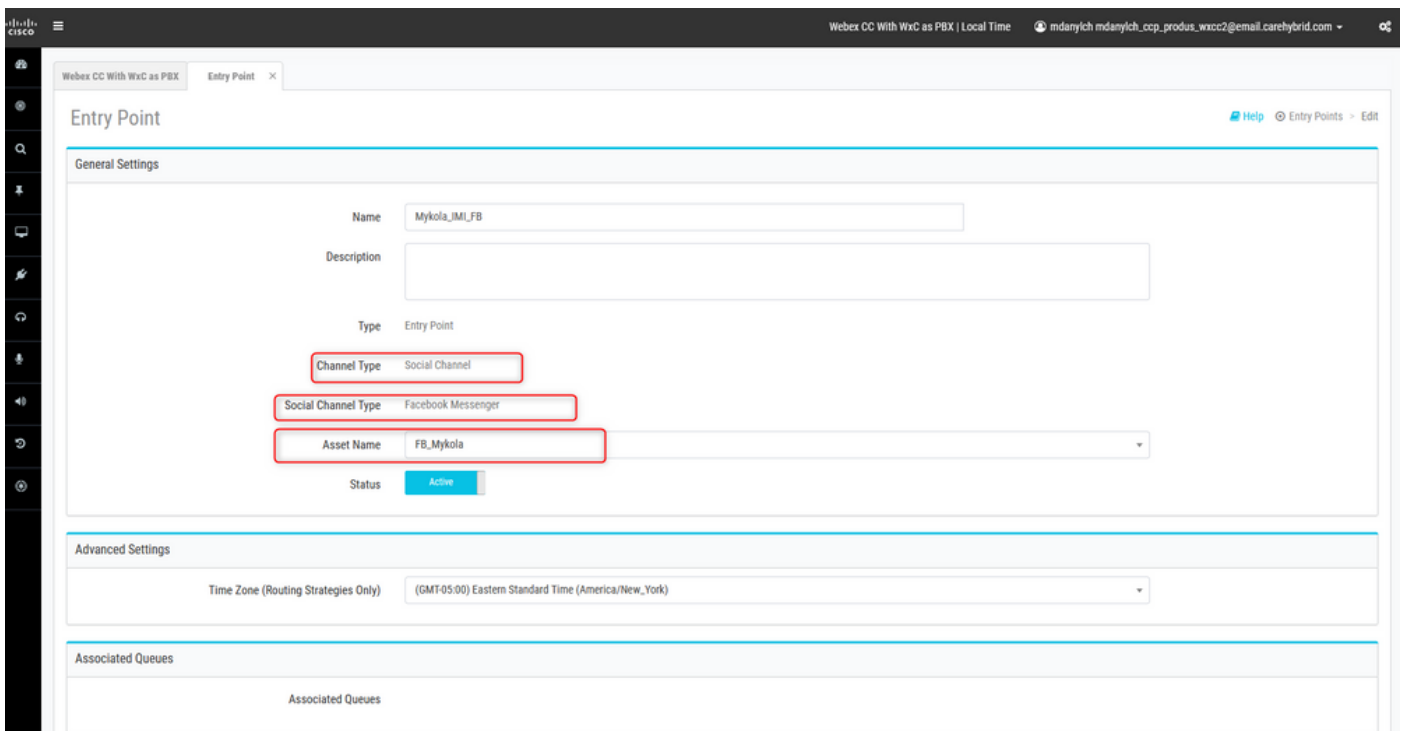 cisco
Webex CC With WxC as PBX | Local Time mdanylch mdanylch_ccp_produs_wxcc2@email.carehybrid.com
Webex CC With WxC as PBX Entry Point ×
Entry Point Help Entry Points > Edit
General Settings
Name Mykola_IMI_FB
Description
Type Entry Point
Channel Type Social Channel
Social Channel Type Facebook Messenger
Asset Name FB_Mykola
Status Active
Advanced Settings
Time Zone (Routing Strategies Only) (GMT-05:00) Eastern Standard Time (America/New_York)
Associated Queues
Associated Queues